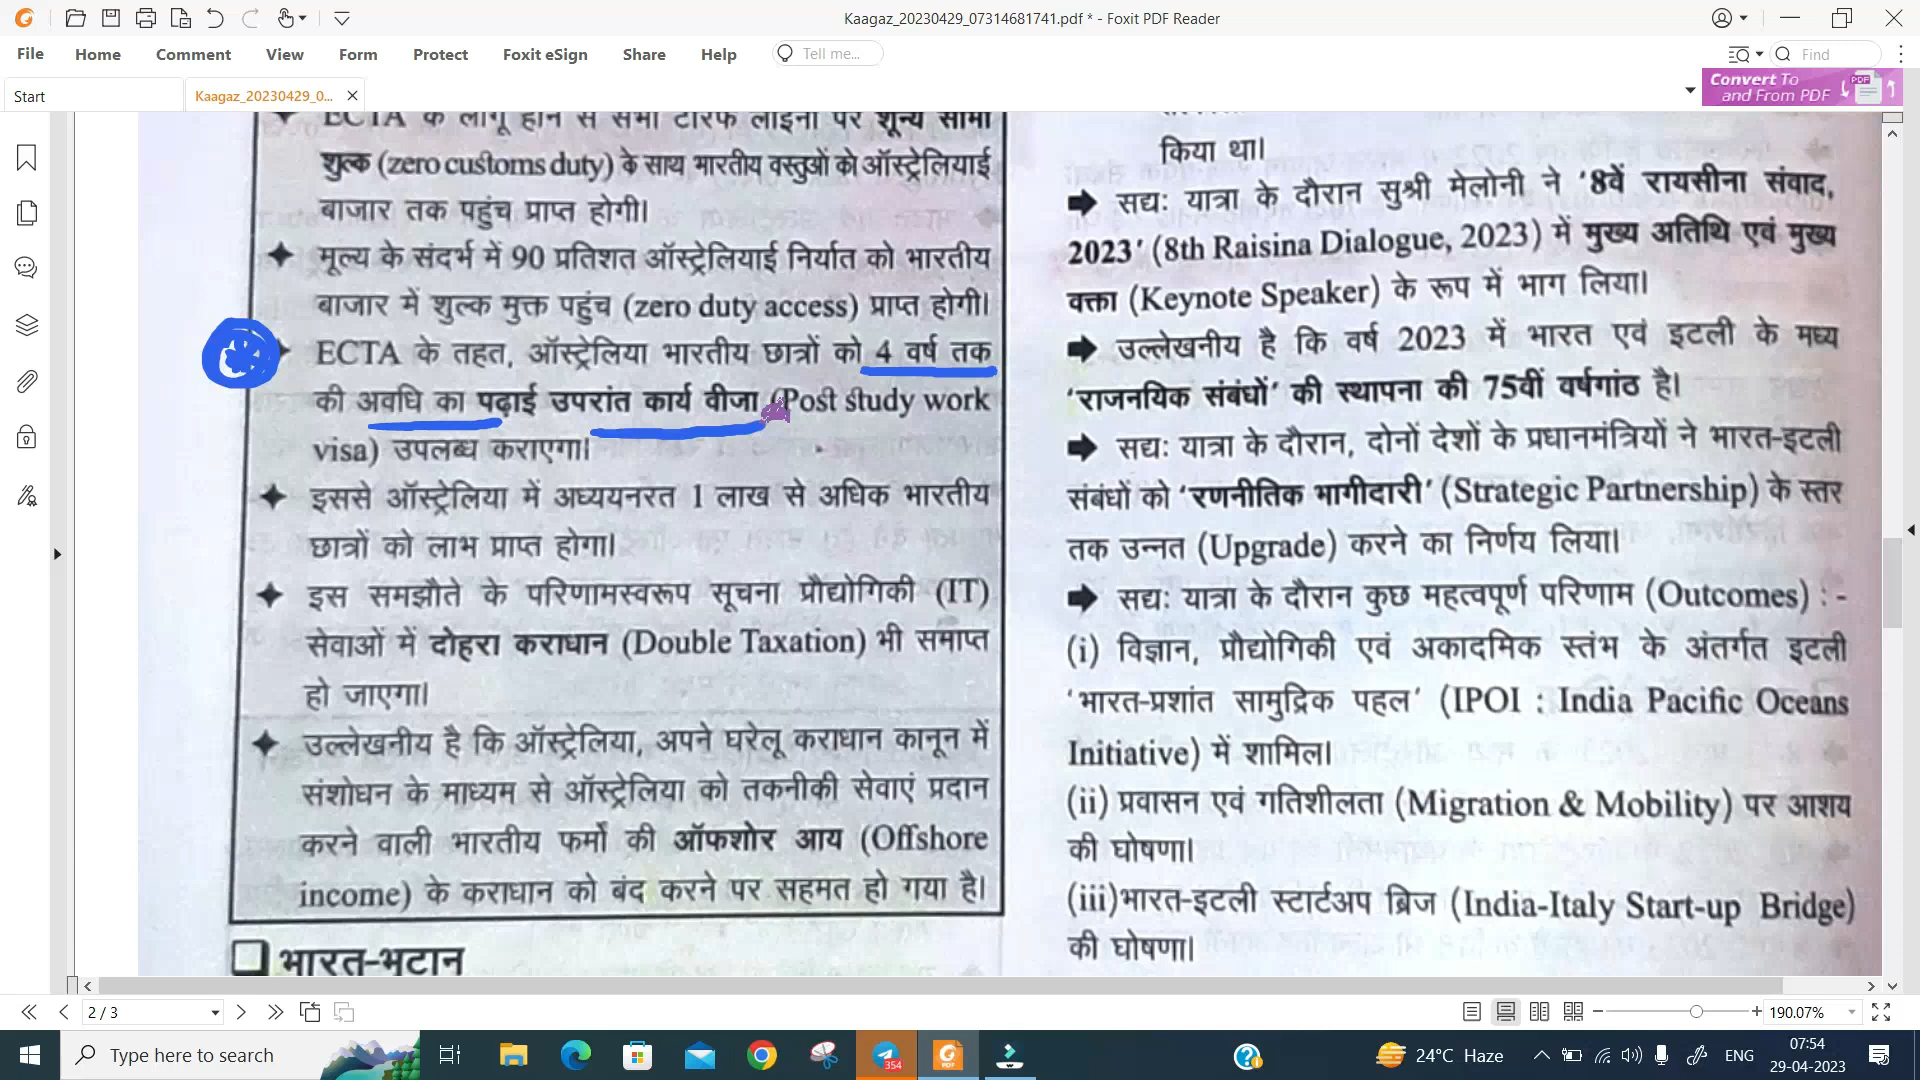 Kaagaz_20230429_07314681741.pdf * - Foxit PDF Reader
File Home Comment View Form Protect Foxit eSign Share Help Tell me... Find
Start Kaagaz_20230429_0... Convert To and From PDF
ECTA के लागू होने से सभी टैरिफ लाइनों पर शून्य सीमा
शुल्क (zero customs duty) के साथ भारतीय वस्तुओं को ऑस्ट्रेलियाई
बाजार तक पहुंच प्राप्त होगी।
मूल्य के संदर्भ में 90 प्रतिशत ऑस्ट्रेलियाई निर्यात को भारतीय
बाजार में शुल्क मुक्त पहुंच (zero duty access) प्राप्त होगी।
ECTA के तहत, ऑस्ट्रेलिया भारतीय छात्रों को 4 वर्ष तक
की अवधि का पढ़ाई उपरांत कार्य वीजा (Post study work
visa) उपलब्ध कराएगा।
इससे ऑस्ट्रेलिया में अध्ययनरत 1 लाख से अधिक भारतीय
छात्रों को लाभ प्राप्त होगा।
इस समझौते के परिणामस्वरूप सूचना प्रौद्योगिकी (IT)
सेवाओं में दोहरा कराधान (Double Taxation) भी समाप्त
हो जाएगा।
उल्लेखनीय है कि ऑस्ट्रेलिया, अपने घरेलू कराधान कानून में
संशोधन के माध्यम से ऑस्ट्रेलिया को तकनीकी सेवाएं प्रदान
करने वाली भारतीय फर्मों की ऑफशोर आय (Offshore
income) के कराधान को बंद करने पर सहमत हो गया है।
भारत-भूटान
किया था।
सद्य: यात्रा के दौरान सुश्री मेलोनी ने '8वें रायसीना संवाद,
2023' (8th Raisina Dialogue, 2023) में मुख्य अतिथि एवं मुख्य
वक्ता (Keynote Speaker) के रूप में भाग लिया।
उल्लेखनीय है कि वर्ष 2023 में भारत एवं इटली के मध्य
'राजनयिक संबंधों' की स्थापना की 75वीं वर्षगांठ है।
सद्य: यात्रा के दौरान, दोनों देशों के प्रधानमंत्रियों ने भारत-इटली
संबंधों को 'रणनीतिक भागीदारी' (Strategic Partnership) के स्तर
तक उन्नत (Upgrade) करने का निर्णय लिया।
सद्य: यात्रा के दौरान कुछ महत्वपूर्ण परिणाम (Outcomes) : -
(i) विज्ञान, प्रौद्योगिकी एवं अकादमिक स्तंभ के अंतर्गत इटली
'भारत-प्रशांत सामुद्रिक पहल' (IPOI : India Pacific Oceans
Initiative) में शामिल।
(ii) प्रवासन एवं गतिशीलता (Migration & Mobility) पर आशय
की घोषणा।
(iii)भारत-इटली स्टार्टअप ब्रिज (India-Italy Start-up Bridge)
की घोषणा।
2 / 3 190.07%
Type here to search 354 24°C Haze ENG 07:54
29-04-2023